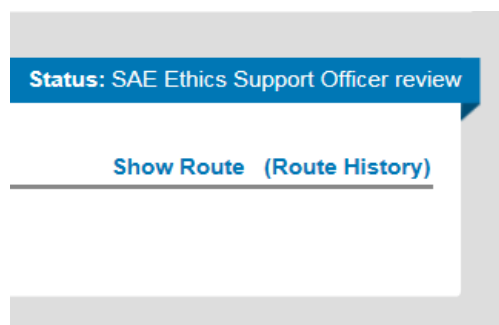 Status: SAE Ethics Support Officer review
Show Route (Route History)